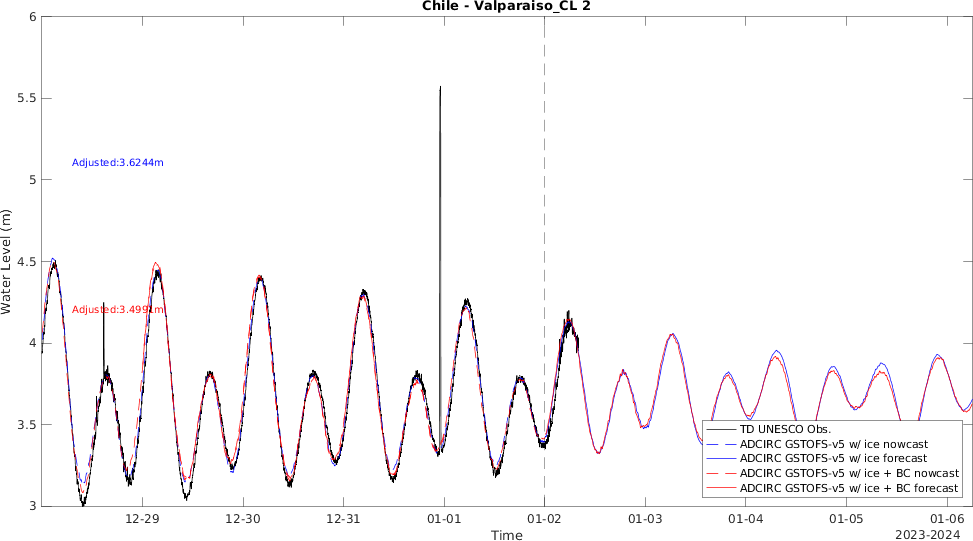 Chile - Valparaiso_CL 2
6
5.5
5
4.5
4
3.5
3
Water Level (m)
Adjusted:3.6244m
Adjusted:3.4991m
TD UNESCO Obs.
ADCIRC GSTOFS-v5 w/ ice nowcast
ADCIRC GSTOFS-v5 w/ ice forecast
ADCIRC GSTOFS-v5 w/ ice + BC nowcast
ADCIRC GSTOFS-v5 w/ ice + BC forecast
12-29 12-30 12-31 01-01 01-02 01-03 01-04 01-05 01-06
Time
2023-2024